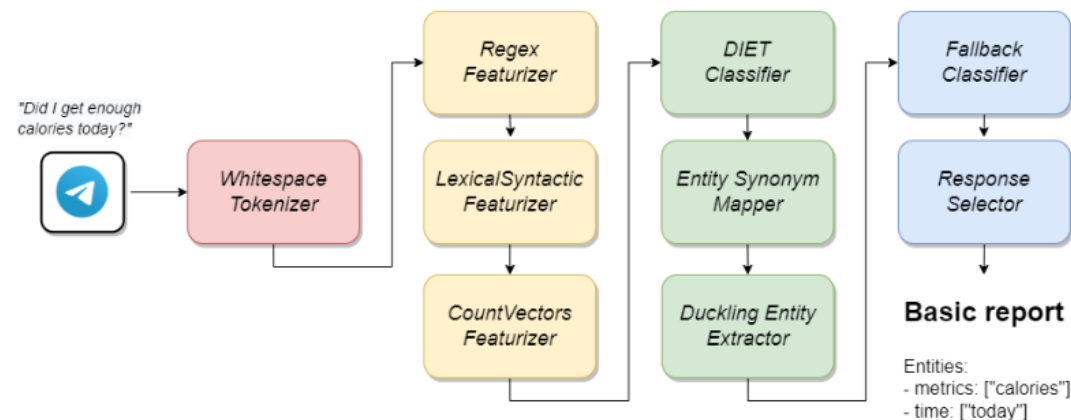 "Did I get enough
calories today?"
Whitespace
Tokenizer
Regex
Featurizer
LexicalSyntactic
Featurizer
CountVectors
Featurizer
DIET
Classifier
Entity Synonym
Mapper
Duckling Entity
Extractor
Fallback
Classifier
Response
Selector
Basic report
Entities:
- metrics: ["calories"]
- time: ["today"]